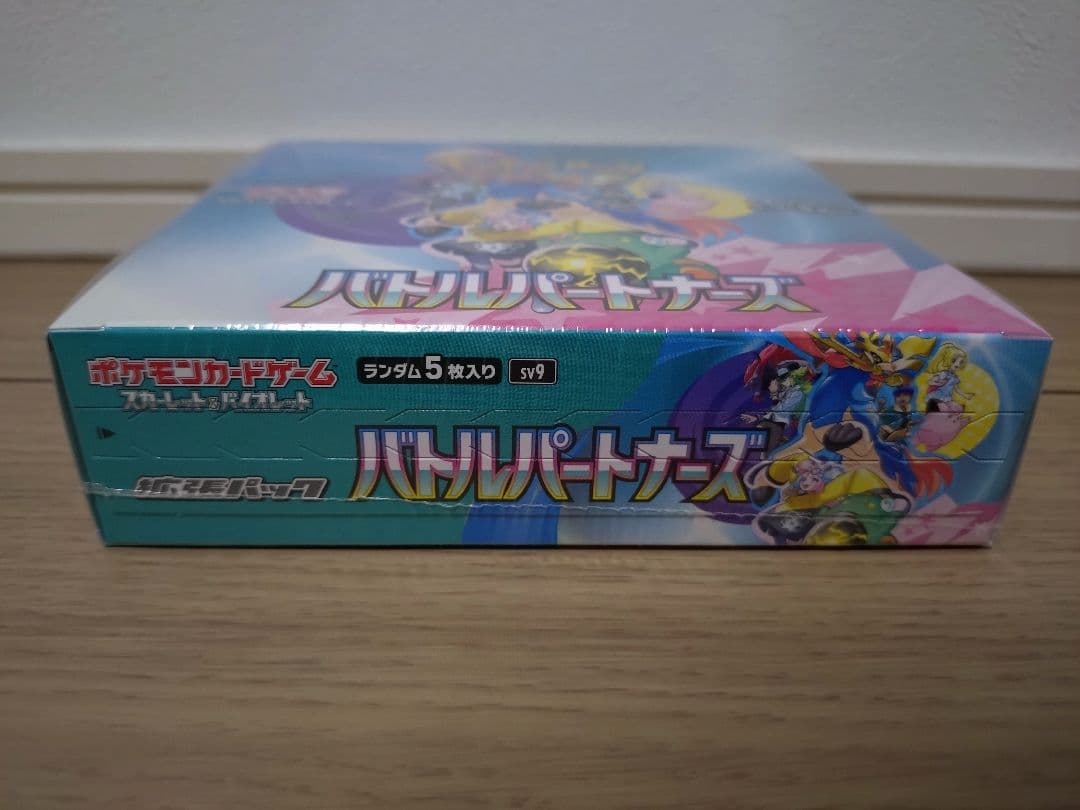 バトルパートナーズ
ポケモンカードゲーム
スカーレット&バイオレット
ランダム5枚入り
SV9
拡張パック
バトルパートナーズ